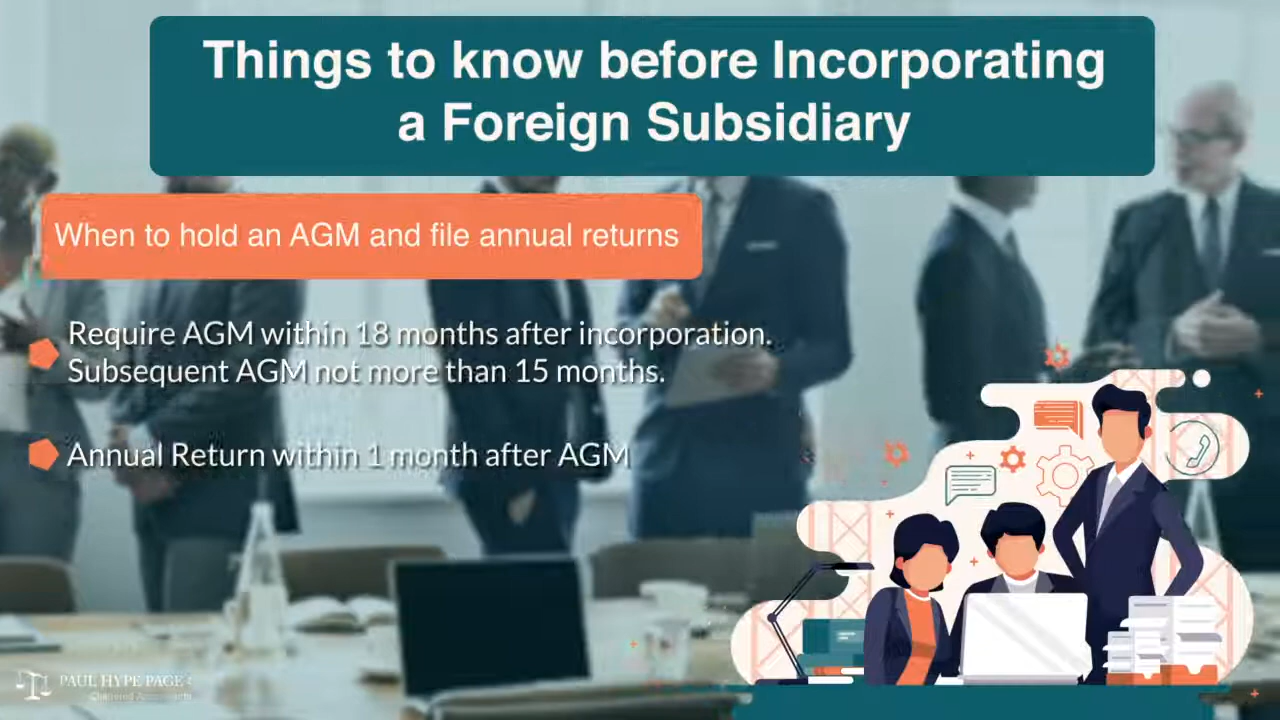 Things to know before Incorporating
a Foreign Subsidiary
When to hold an AGM and file annual returns
Require AGM within 18 months after incorporation.
Subsequent AGM not more than 15 months.
Annual Return within 1 month after AGM
PAUL HYPE PAGE
Chartered Accountants